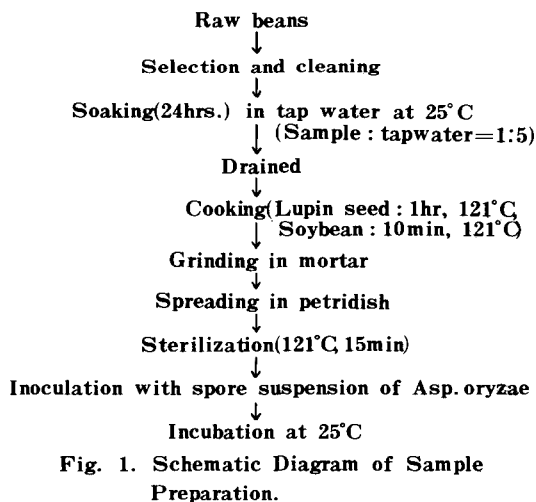 Raw beans
↓
Selection and cleaning
↓
Soaking(24hrs.) in tap water at 25°C
↓ (Sample : tapwater=1:5)
Drained
↓
Cooking(Lupin seed : 1hr, 121°C,
↓ Soybean : 10min, 121°C)
Grinding in mortar
↓
Spreading in petridish
↓
Sterilization(121°C, 15min)
↓
Inoculation with spore suspension of Asp. oryzae
↓
Incubation at 25°C
Fig. 1. Schematic Diagram of Sample
Preparation.